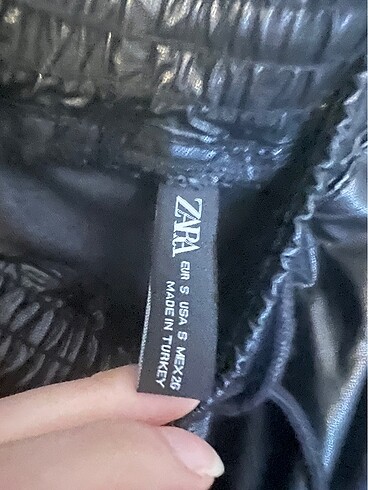 ZARA
EUR S USA S MEX 26
MADE IN TURKEY